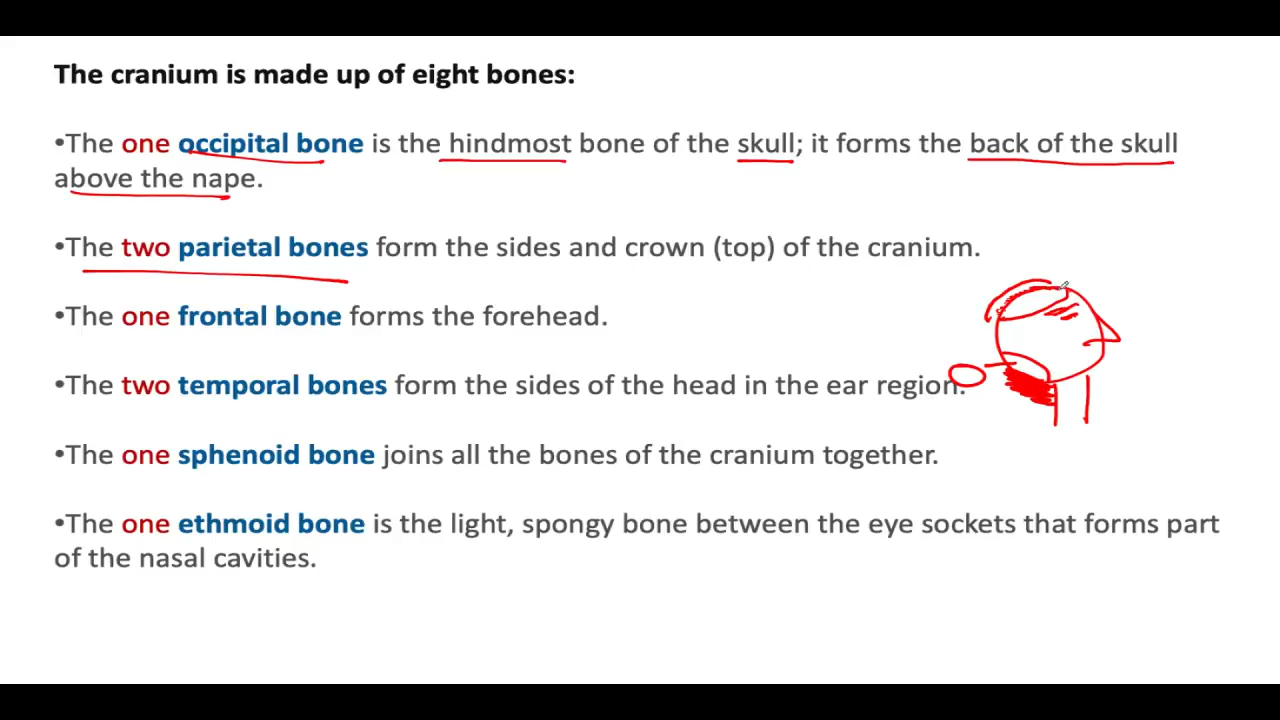 The cranium is made up of eight bones:
•The one occipital bone is the hindmost bone of the skull; it forms the back of the skull
above the nape.
•The two parietal bones form the sides and crown (top) of the cranium.
•The one frontal bone forms the forehead.
•The two temporal bones form the sides of the head in the ear region.
•The one sphenoid bone joins all the bones of the cranium together.
•The one ethmoid bone is the light, spongy bone between the eye sockets that forms part
of the nasal cavities.